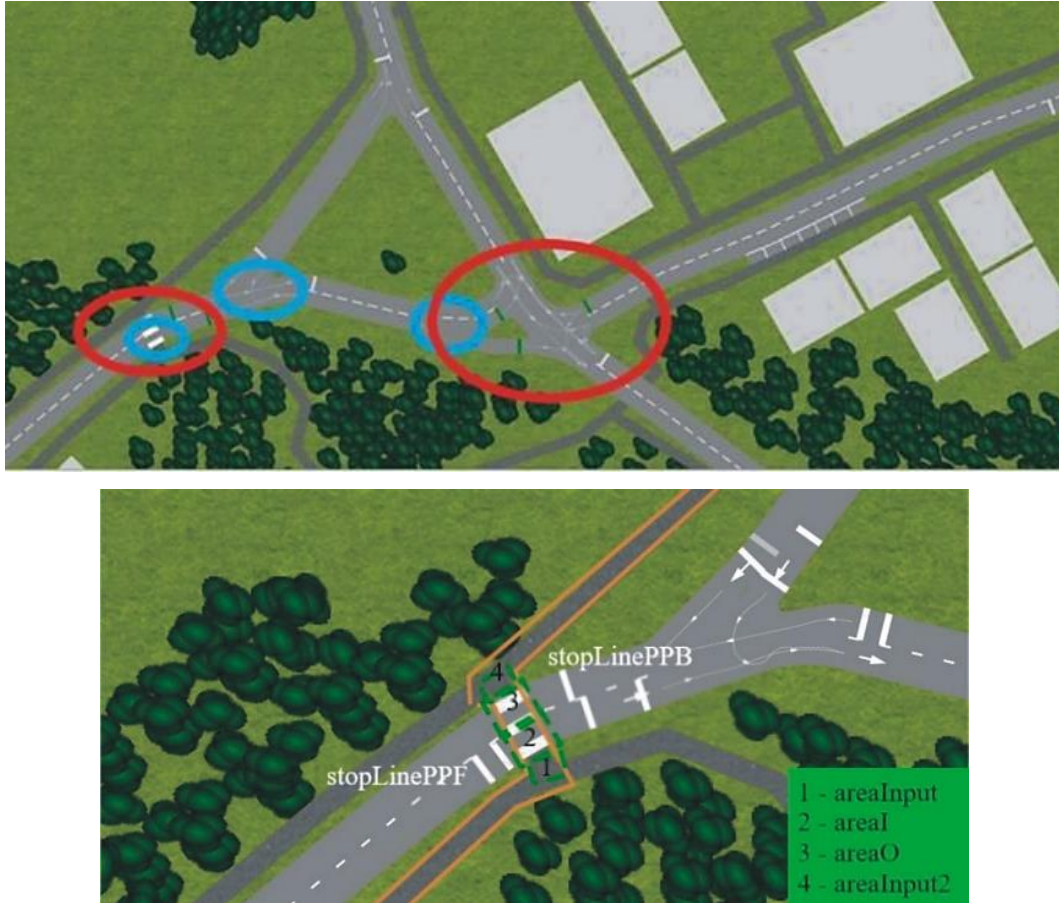 4
stopLinePPB
3
2
stopLinePPF
1
1 - areaInput
2 - areaI
3 - areaO
4 - areaInput2